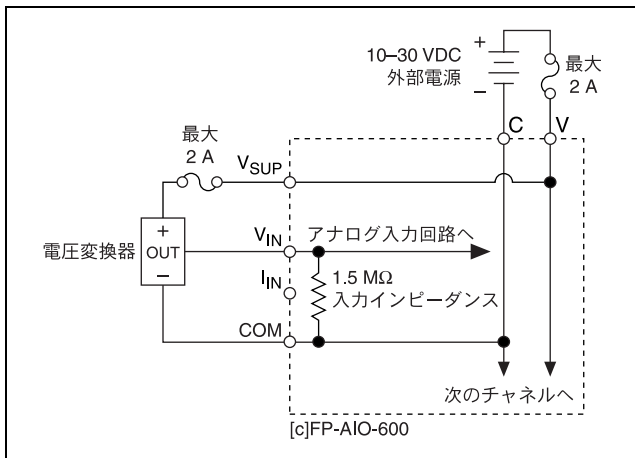 +
10–30 VDC
外部電源
–
最大
2 A
C
V
最大
2 A
VSUP
電圧変換器
+
OUT
–
VIN
アナログ入力回路へ
IIN
1.5 MΩ
入力インピーダンス
COM
次のチャネルへ
[c]FP-AIO-600